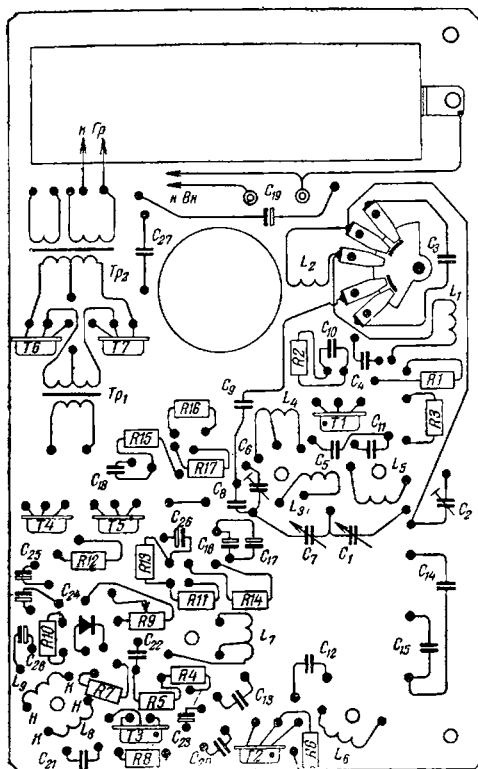 к Гр
к Вк
C19
C27
C3
L2
L1
Тр2
T6
T7
C10
R2
C4
R1
C9
R16
T1
R3
Тр1
L4
R15
C6
C11
R17
C5
L5
C18
C8
L3
C2
T4
T5
C26
C16
C17
C7
C1
C25
R12
R13
C14
C24
R11
R14
R10
R9
L7
C22
C15
C28
C12
L9
К
R7
R4
C13
Н
К
R5
Н
L8
C23
К
T3
C20
T2
R6
L6
C21
R8